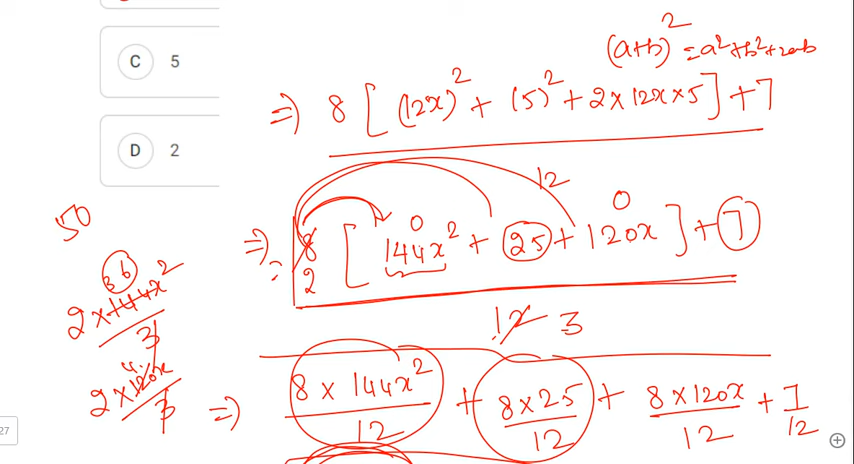 (a+b)² = a²+b²+2ab
C 5
⇒ 8 [ (12x)² + (5)² + 2×12x×5 ] + 7
D 2
12
50
0 0
⇒ 8 [ 144x² + 25 + 120x ] + 7
2
12 3
2×144x²
3
2×120x
3
⇒ 8 × 144x² / 12 + 8×25 / 12 + 8×120x / 12 + 7 / 12
27